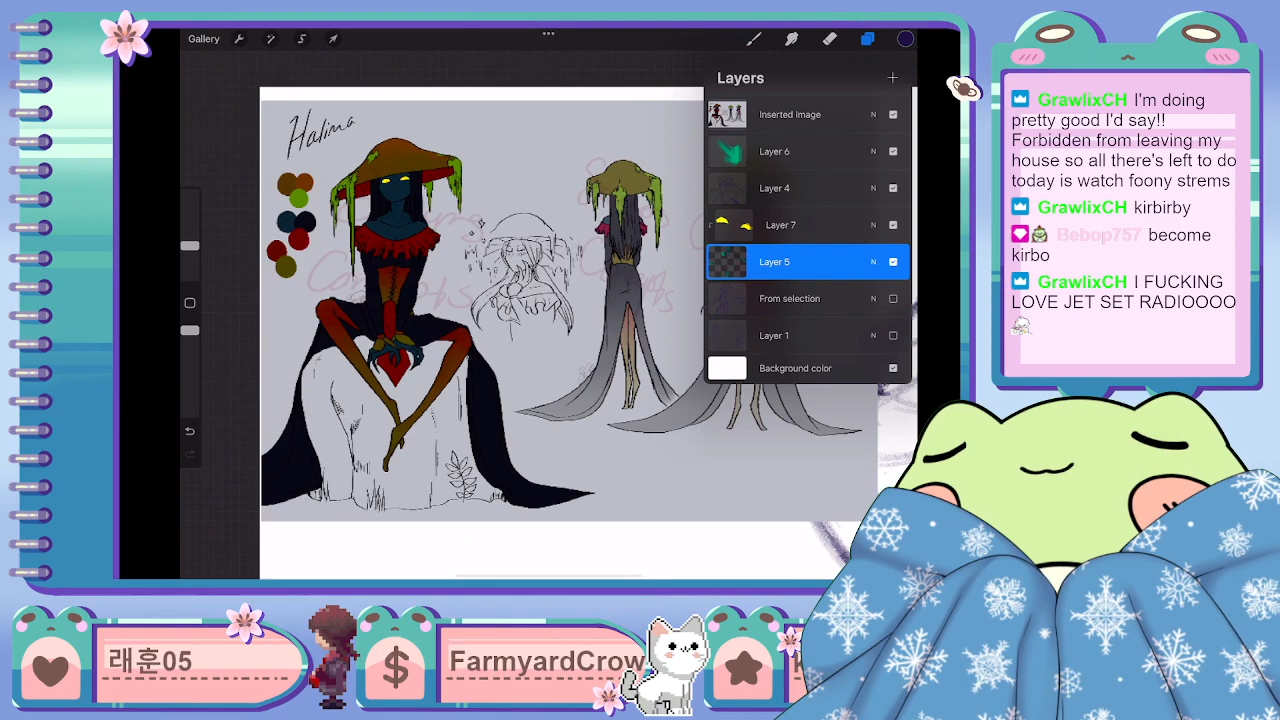 Gallery
Layers
Inserted Image N
Layer 6 N
Layer 4 N
Layer 7 N
Layer 5 N
From selection N
Layer 1 N
Background color
Halima
GrawlixCH I'm doing
pretty good I'd say!!
Forbidden from leaving my
house so all there's left to do
today is watch foony strems
GrawlixCH kirbirby
Bebop757 become
kirbo
GrawlixCH I FUCKING
LOVE JET SET RADIOOOO
래훈05
$
FarmyardCrow